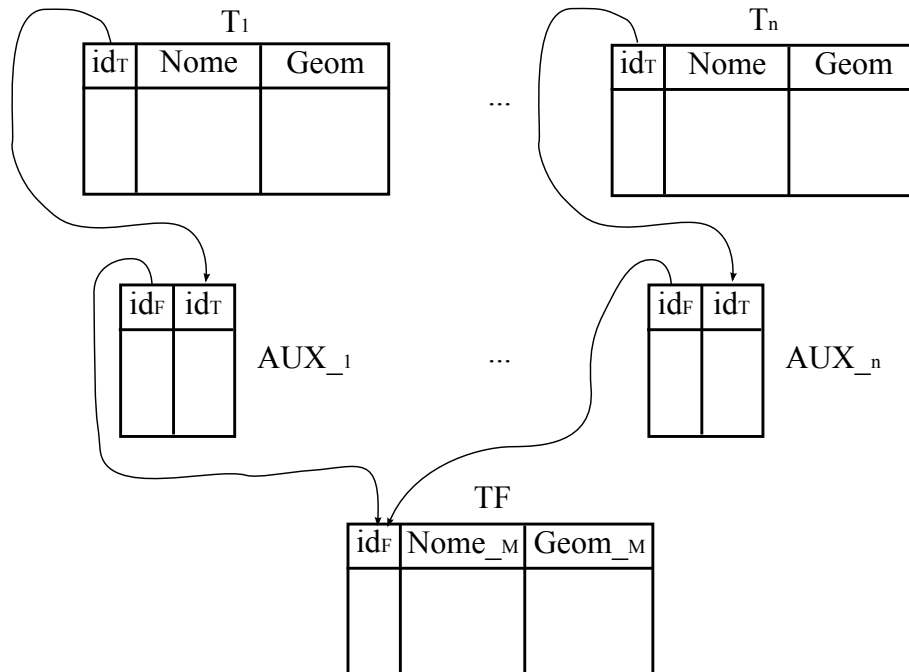 T1 Tn
idT Nome Geom idT Nome Geom
...
idF idT idF idT
AUX_1 ... AUX_n
TF
idF Nome_M Geom_M